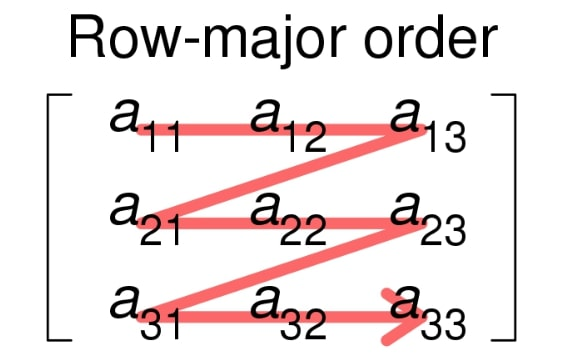 Row-major order
a11 a12 a13
a21 a22 a23
a31 a32 a33